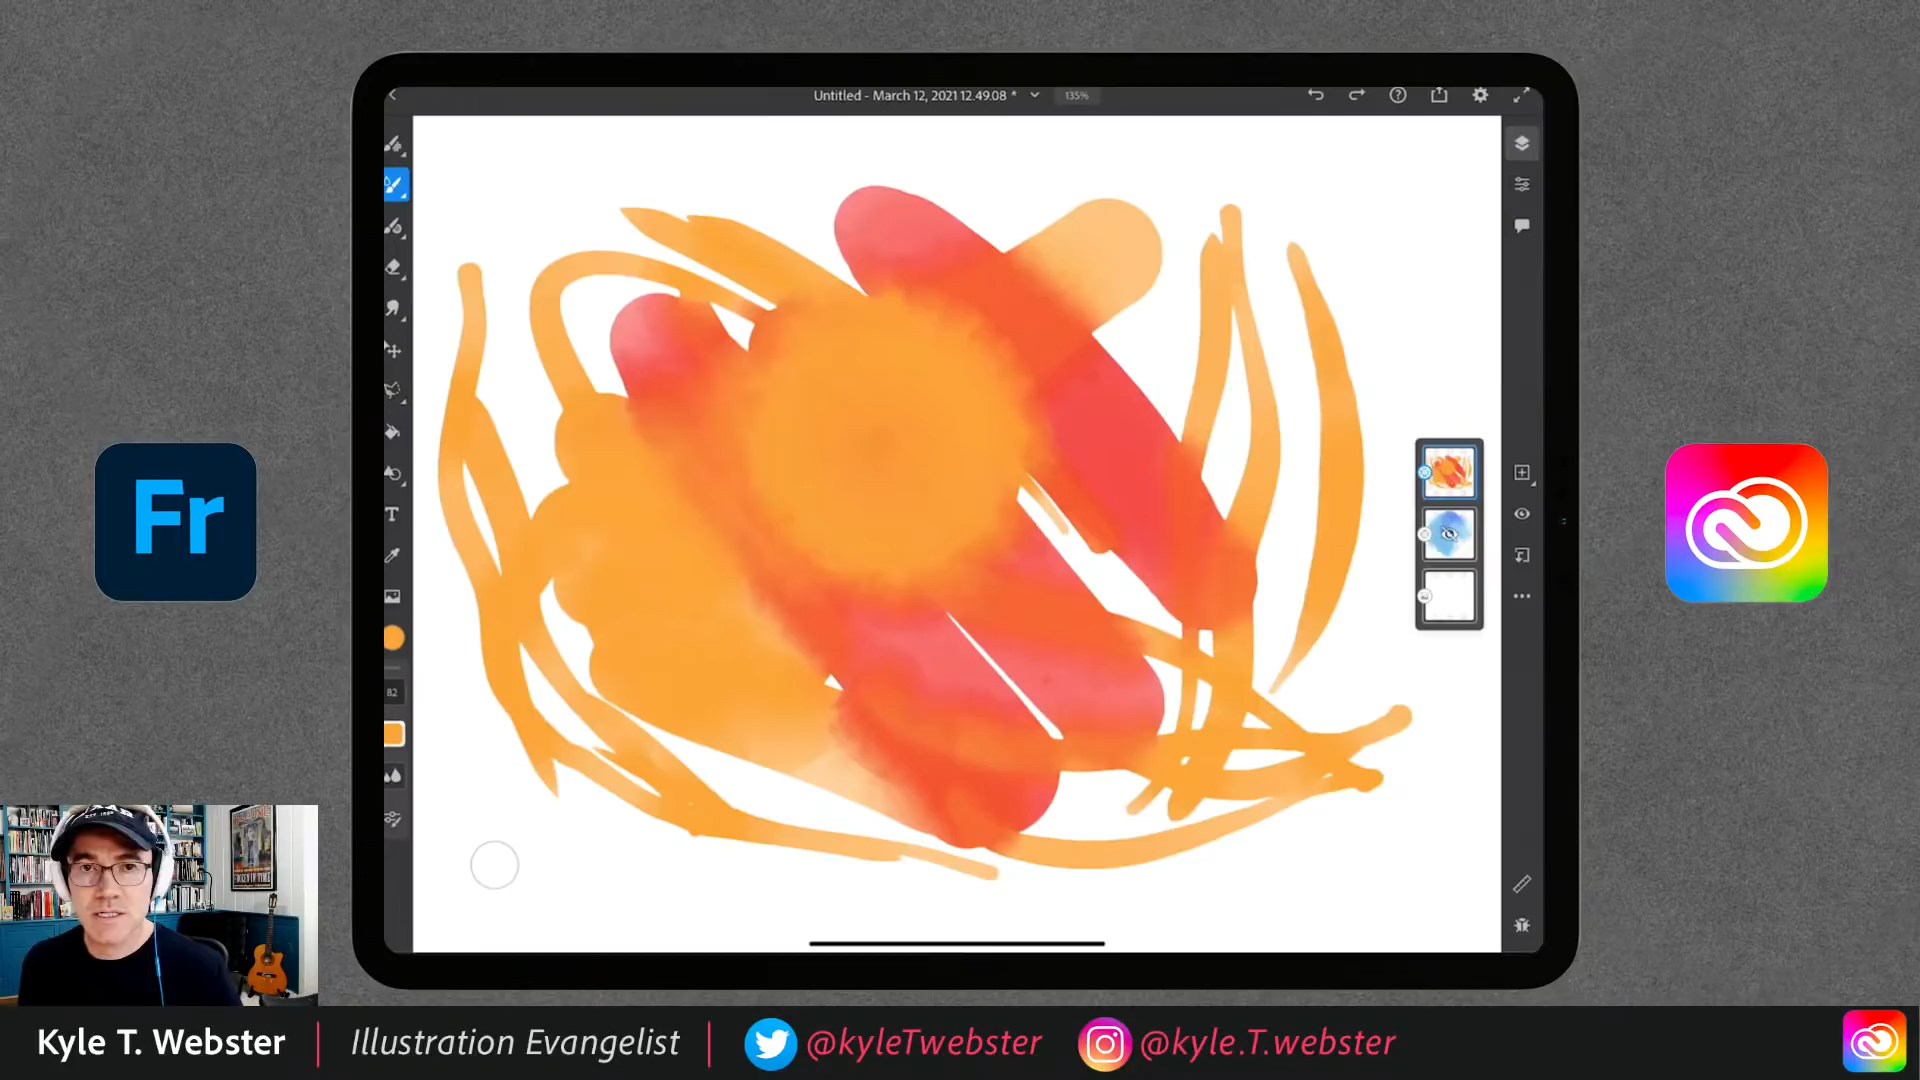 Untitled - March 12, 2021 12.49.08 *
135%
Fr
T
82
Kyle T. Webster
Illustration Evangelist
@kyleTwebster
@kyle.T.webster